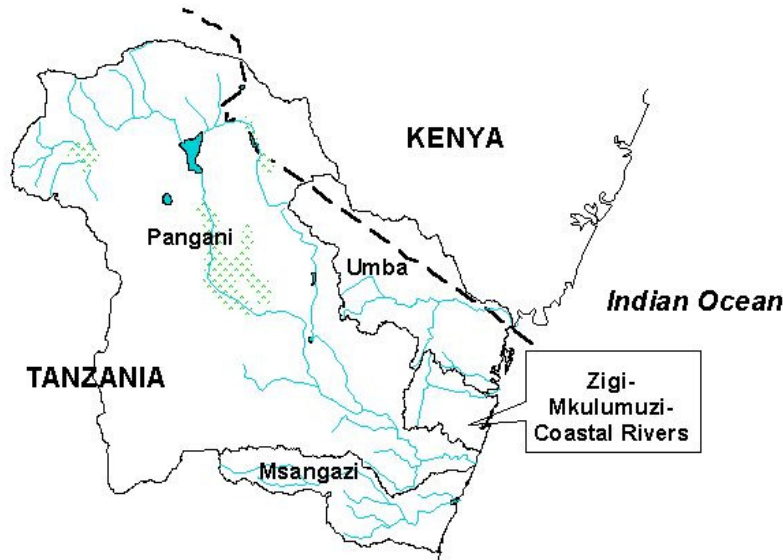 KENYA
Pangani
Umba
Indian Ocean
TANZANIA
Zigi-
Mkulumuzi-
Coastal Rivers
Msangazi